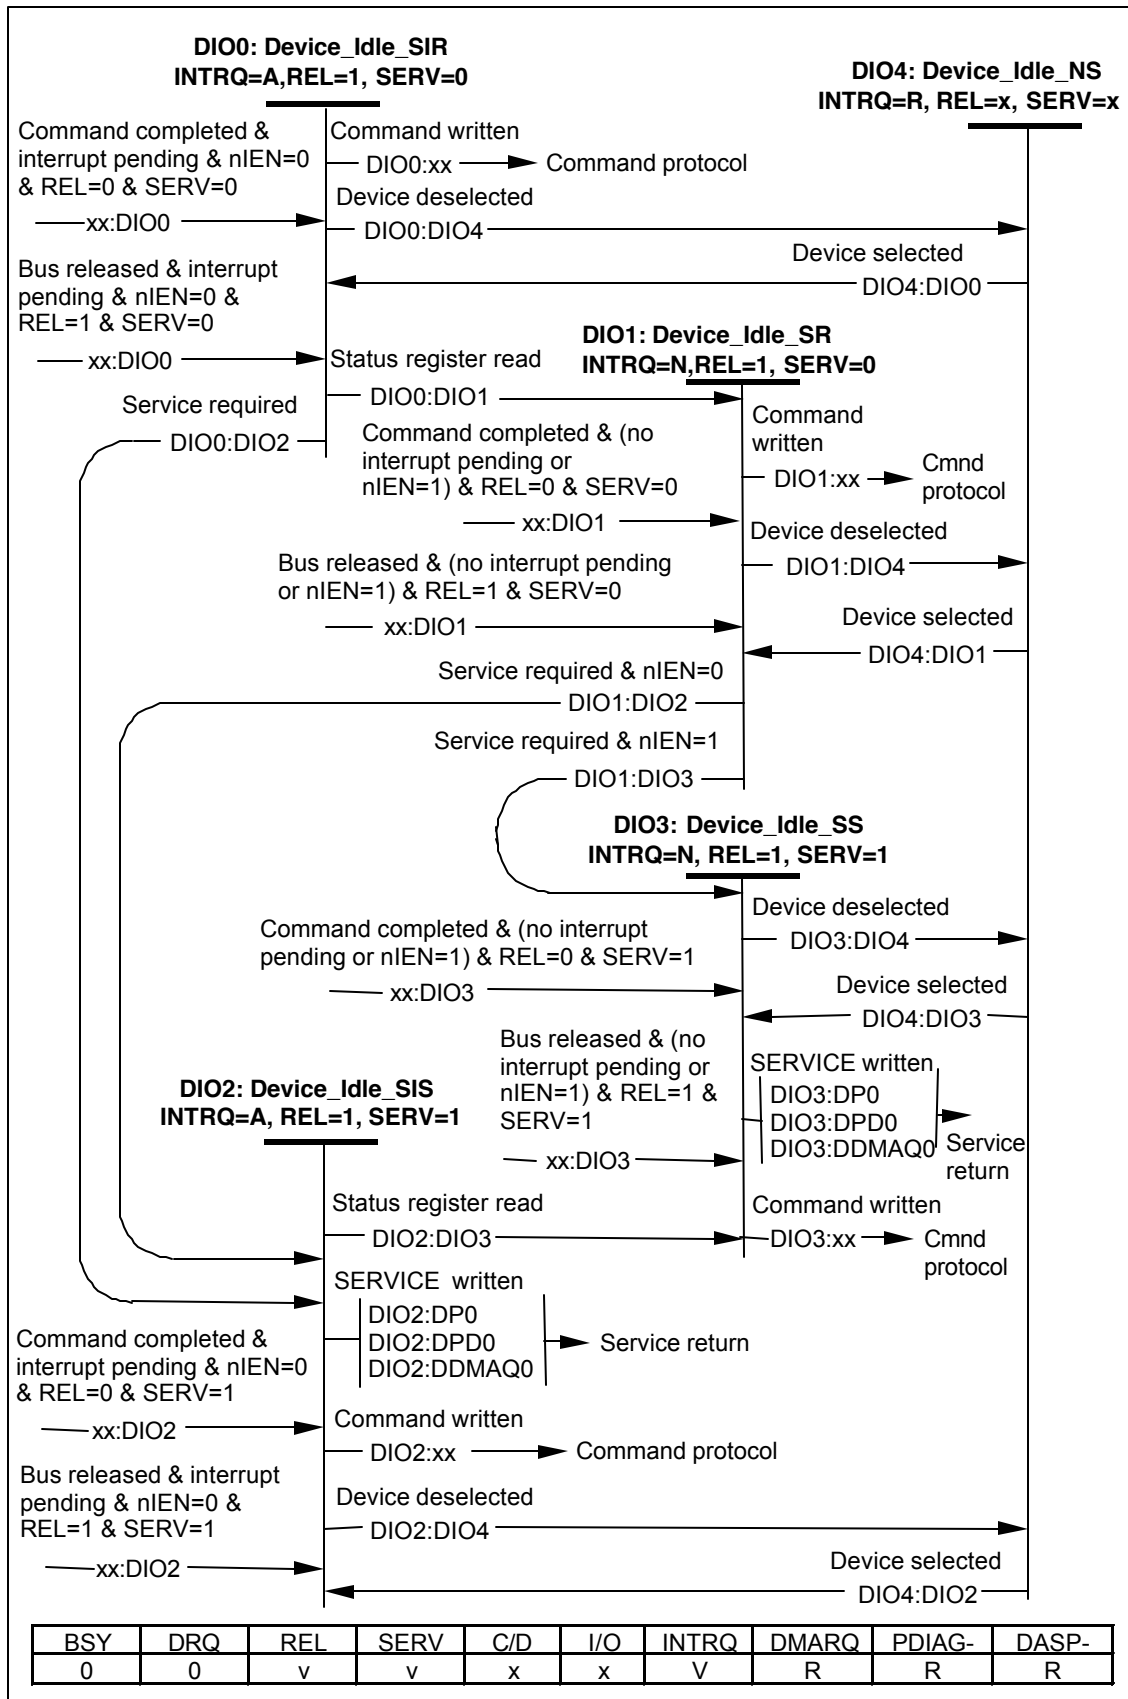 DIO0: Device_Idle_SIR
INTRQ=A,REL=1, SERV=0
DIO4: Device_Idle_NS
INTRQ=R, REL=x, SERV=x
Command completed &
interrupt pending & nIEN=0
& REL=0 & SERV=0
xx:DIO0
Command written
DIO0:xx
Command protocol
Device deselected
DIO0:DIO4
Device selected
DIO4:DIO0
Bus released & interrupt
pending & nIEN=0 &
REL=1 & SERV=0
xx:DIO0
DIO1: Device_Idle_SR
INTRQ=N,REL=1, SERV=0
Status register read
DIO0:DIO1
Service required
DIO0:DIO2
Command
written
DIO1:xx
Cmnd
protocol
Command completed & (no
interrupt pending or
nIEN=1) & REL=0 & SERV=0
xx:DIO1
Device deselected
DIO1:DIO4
Bus released & (no interrupt pending
or nIEN=1) & REL=1 & SERV=0
xx:DIO1
Device selected
DIO4:DIO1
Service required & nIEN=0
DIO1:DIO2
Service required & nIEN=1
DIO1:DIO3
DIO3: Device_Idle_SS
INTRQ=N, REL=1, SERV=1
Device deselected
DIO3:DIO4
Command completed & (no interrupt
pending or nIEN=1) & REL=0 & SERV=1
xx:DIO3
Device selected
DIO4:DIO3
Bus released & (no
interrupt pending or
nIEN=1) & REL=1 &
SERV=1
xx:DIO3
SERVICE written
DIO3:DP0
DIO3:DPD0
DIO3:DDMAQ0
Service
return
DIO2: Device_Idle_SIS
INTRQ=A, REL=1, SERV=1
Status register read
DIO2:DIO3
Command written
DIO3:xx
Cmnd
protocol
SERVICE written
DIO2:DP0
DIO2:DPD0
DIO2:DDMAQ0
Service return
Command completed &
interrupt pending & nIEN=0
& REL=0 & SERV=1
xx:DIO2
Command written
DIO2:xx
Command protocol
Bus released & interrupt
pending & nIEN=0 &
REL=1 & SERV=1
xx:DIO2
Device deselected
DIO2:DIO4
Device selected
DIO4:DIO2
BSY DRQ REL SERV C/D I/O INTRQ DMARQ PDIAG- DASP-
0 0 v v x x V R R R